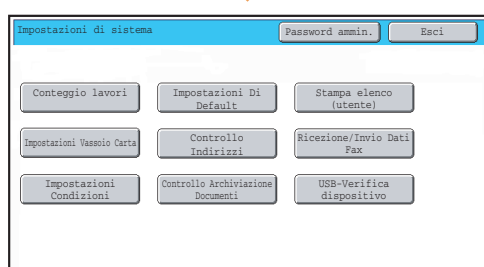 Impostazioni di sistema
Password ammin.
Esci
Conteggio lavori
Impostazioni Di
Default
Stampa elenco
(utente)
Impostazioni Vassoio Carta
Controllo
Indirizzi
Ricezione/Invio Dati
Fax
Impostazioni
Condizioni
Controllo Archiviazione
Documenti
USB-Verifica
dispositivo